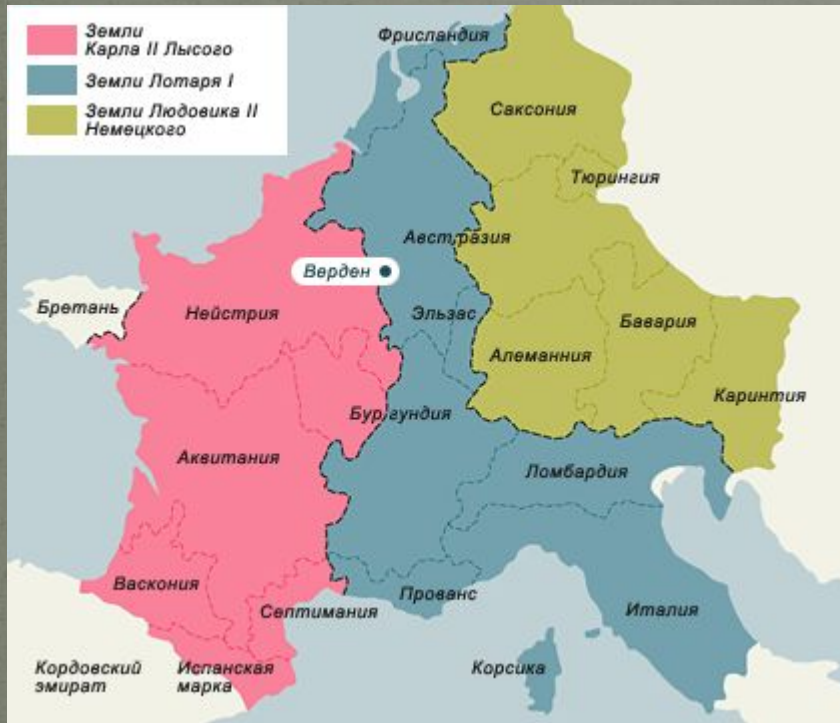 Земли
Карла II Лысого
Земли Лотаря I
Земли Людовика II
Немецкого
Фрисландия
Саксония
Тюрингия
Австразия
Верден
Бретань
Нейстрия
Эльзас
Бавария
Алеманния
Каринтия
Бургундия
Аквитания
Ломбардия
Васкония
Прованс
Септимания
Италия
Кордовский
эмират
Испанская
марка
Корсика